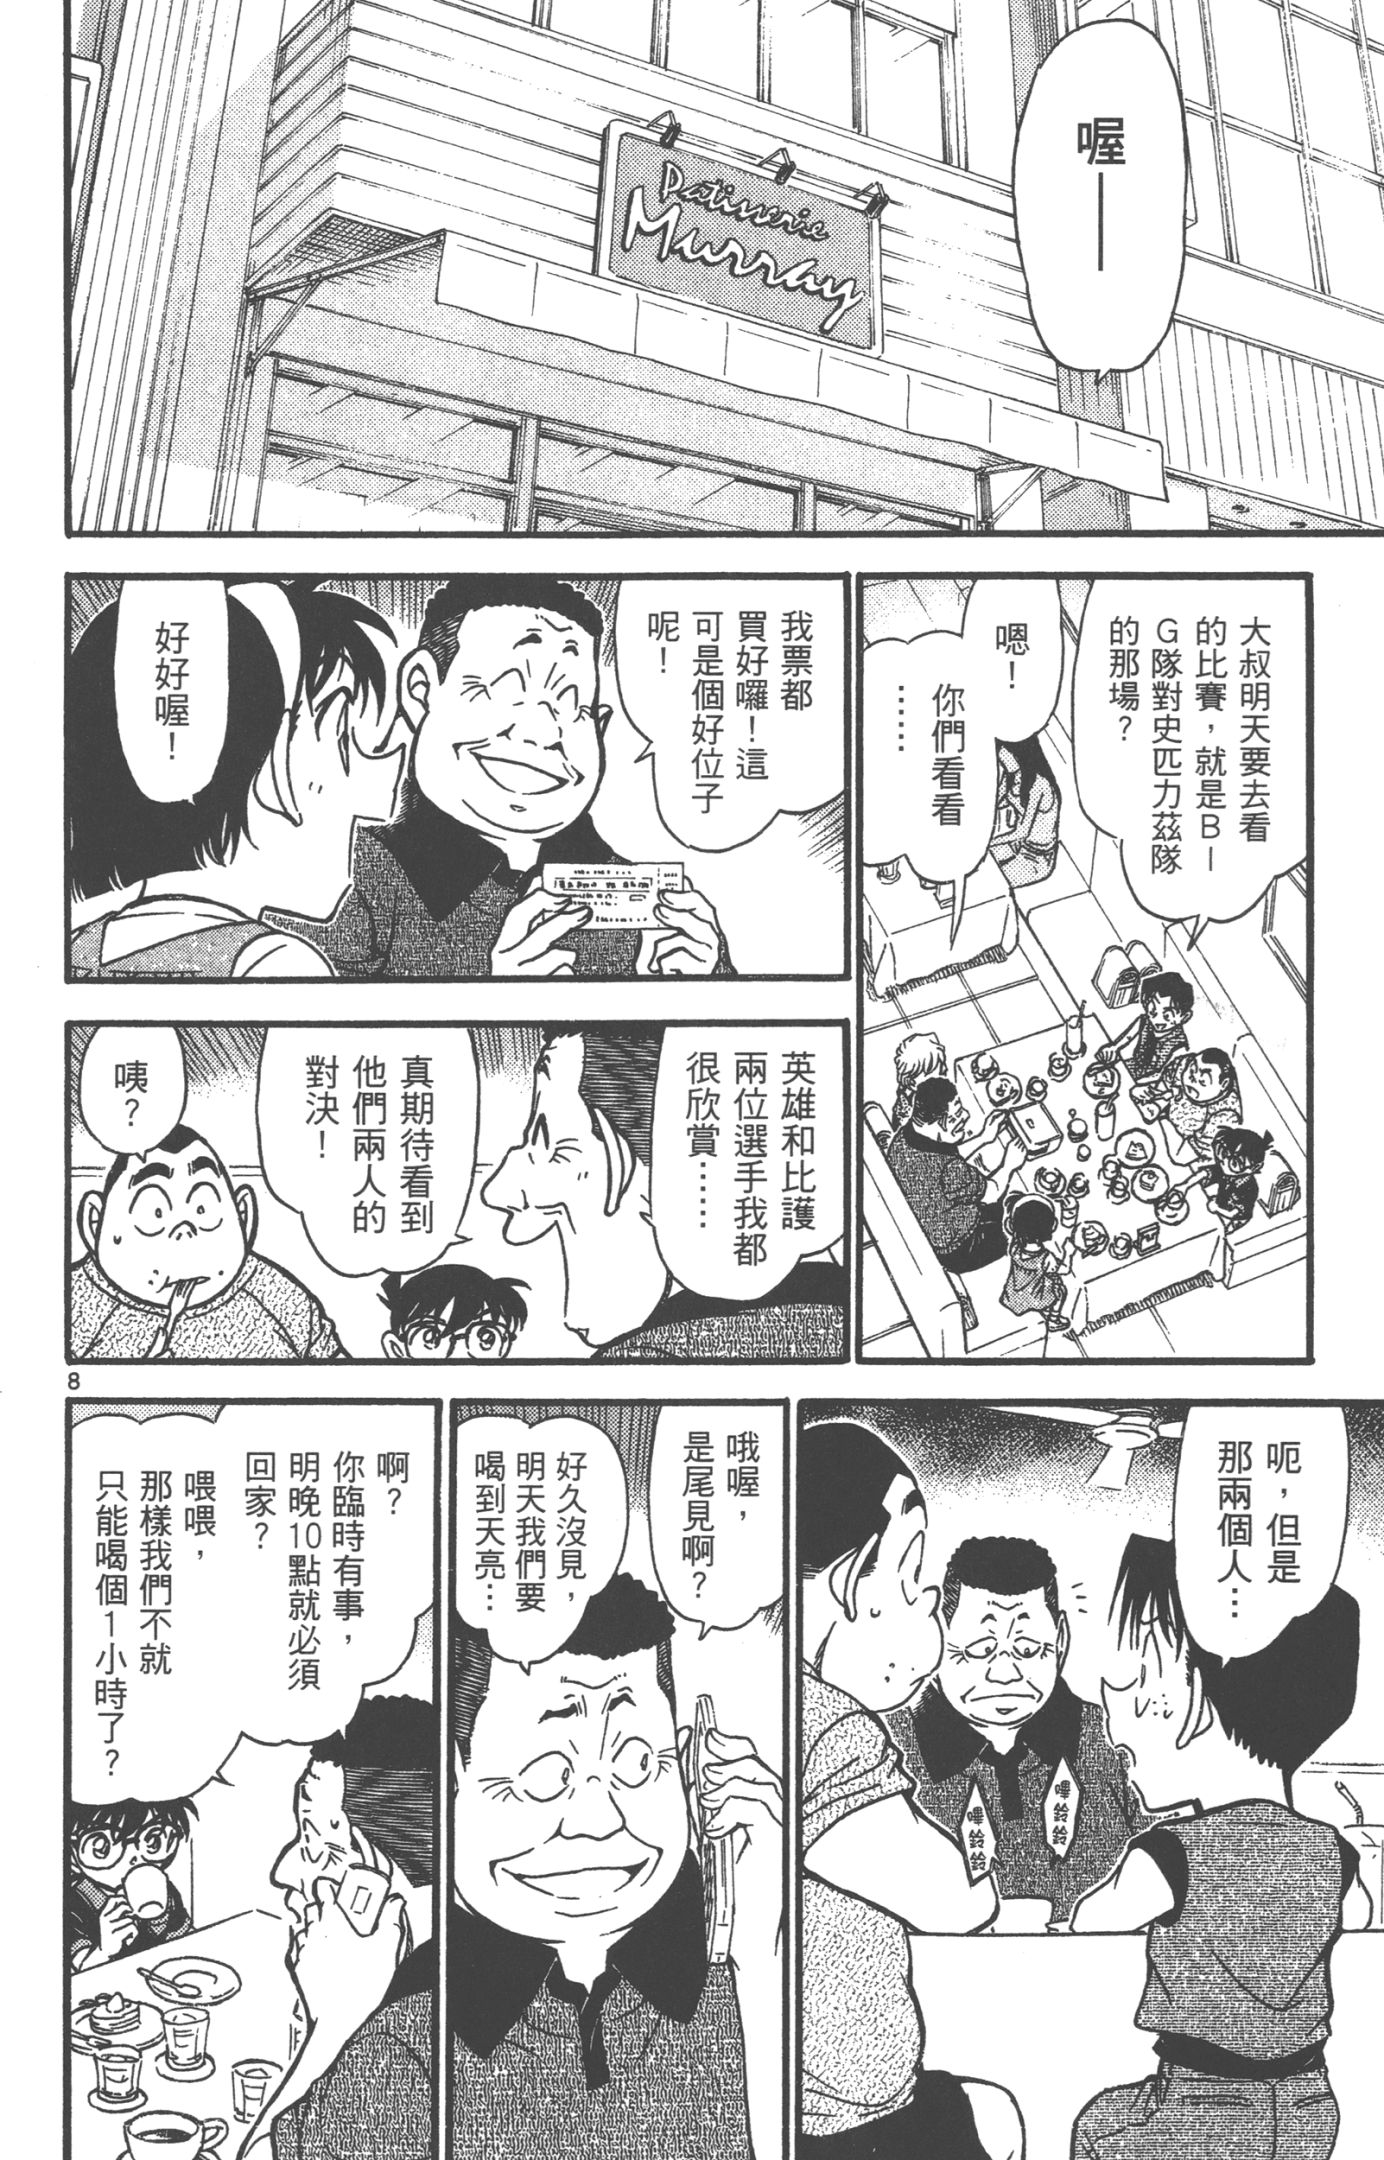 喔——
Patisserie
Murray
大叔明天要去看
的比賽，就是B—
G隊對史匹力茲隊
的那場？
嗯！
你們看看
……
我票都
買好囉！這
可是個好位子
呢！
好好喔！
英雄和比護
兩位選手我都
很欣賞……
真期待看到
他們兩人的
對決！
咦？
8
呃，但是
那兩個人…
嗶鈴鈴
嗶鈴鈴
哦喔，
是尾見啊？
好久沒見，
明天我們要
喝到天亮…
啊？
你臨時有事，
明晚10點就必須
回家？
喂喂，
那樣我們不就
只能喝個1小時了？